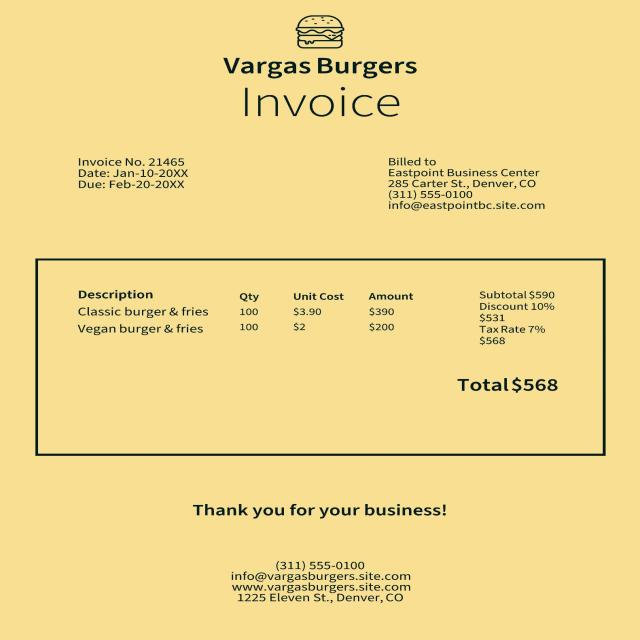 Vargas Burgers
Invoice
Invoice No. 21465
Date: Jan-10-20XX
Due: Feb-20-20XX
Billed to
Eastpoint Business Center
285 Carter St., Denver, CO
(311) 555-0100
info@eastpointbc.site.com
Description Qty Unit Cost Amount
Classic burger & fries 100 $3.90 $390
Vegan burger & fries 100 $2 $200
Subtotal $590
Discount 10%
$531
Tax Rate 7%
$568
Total $568
Thank you for your business!
(311) 555-0100
info@vargasburgers.site.com
www.vargasburgers.site.com
1225 Eleven St., Denver, CO